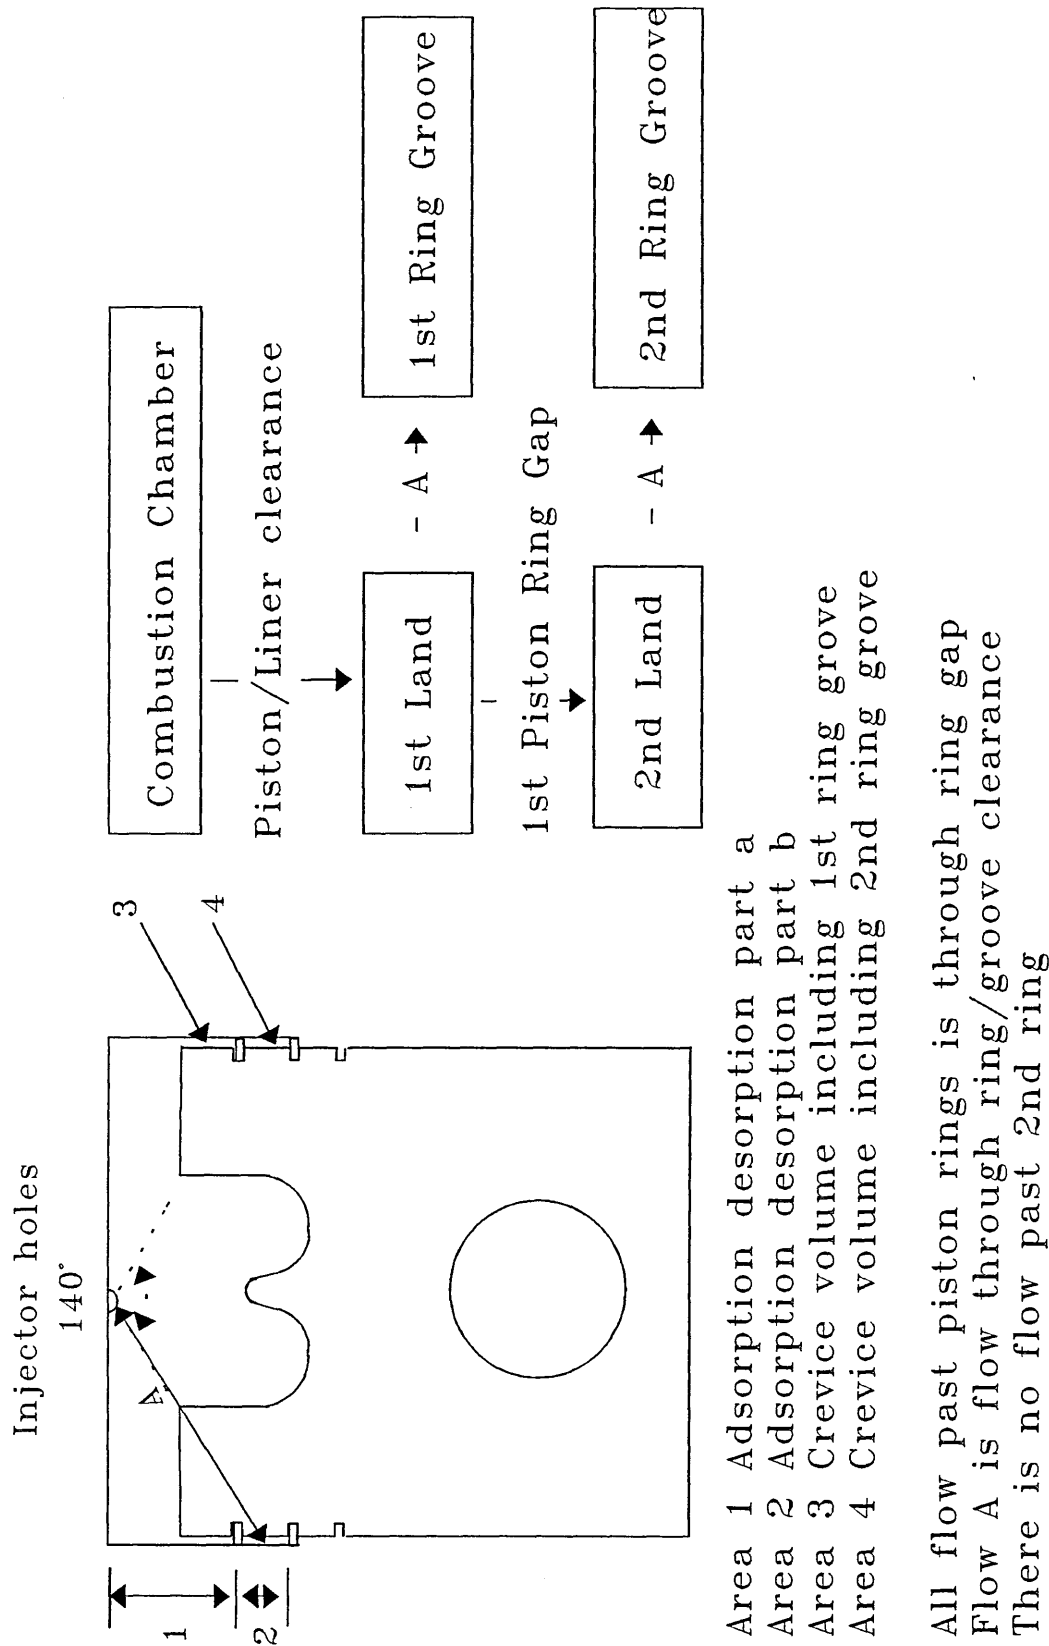 Injector holes
140°
A
1
2
3
4
Combustion Chamber
Piston/Liner clearance
1st Land
- A →
1st Ring Groove
1st Piston Ring Gap
2nd Land
- A →
2nd Ring Groove
Area 1 Adsorption desorption part a
Area 2 Adsorption desorption part b
Area 3 Crevice volume including 1st ring grove
Area 4 Crevice volume including 2nd ring grove
All flow past piston rings is through ring gap
Flow A is flow through ring/groove clearance
There is no flow past 2nd ring